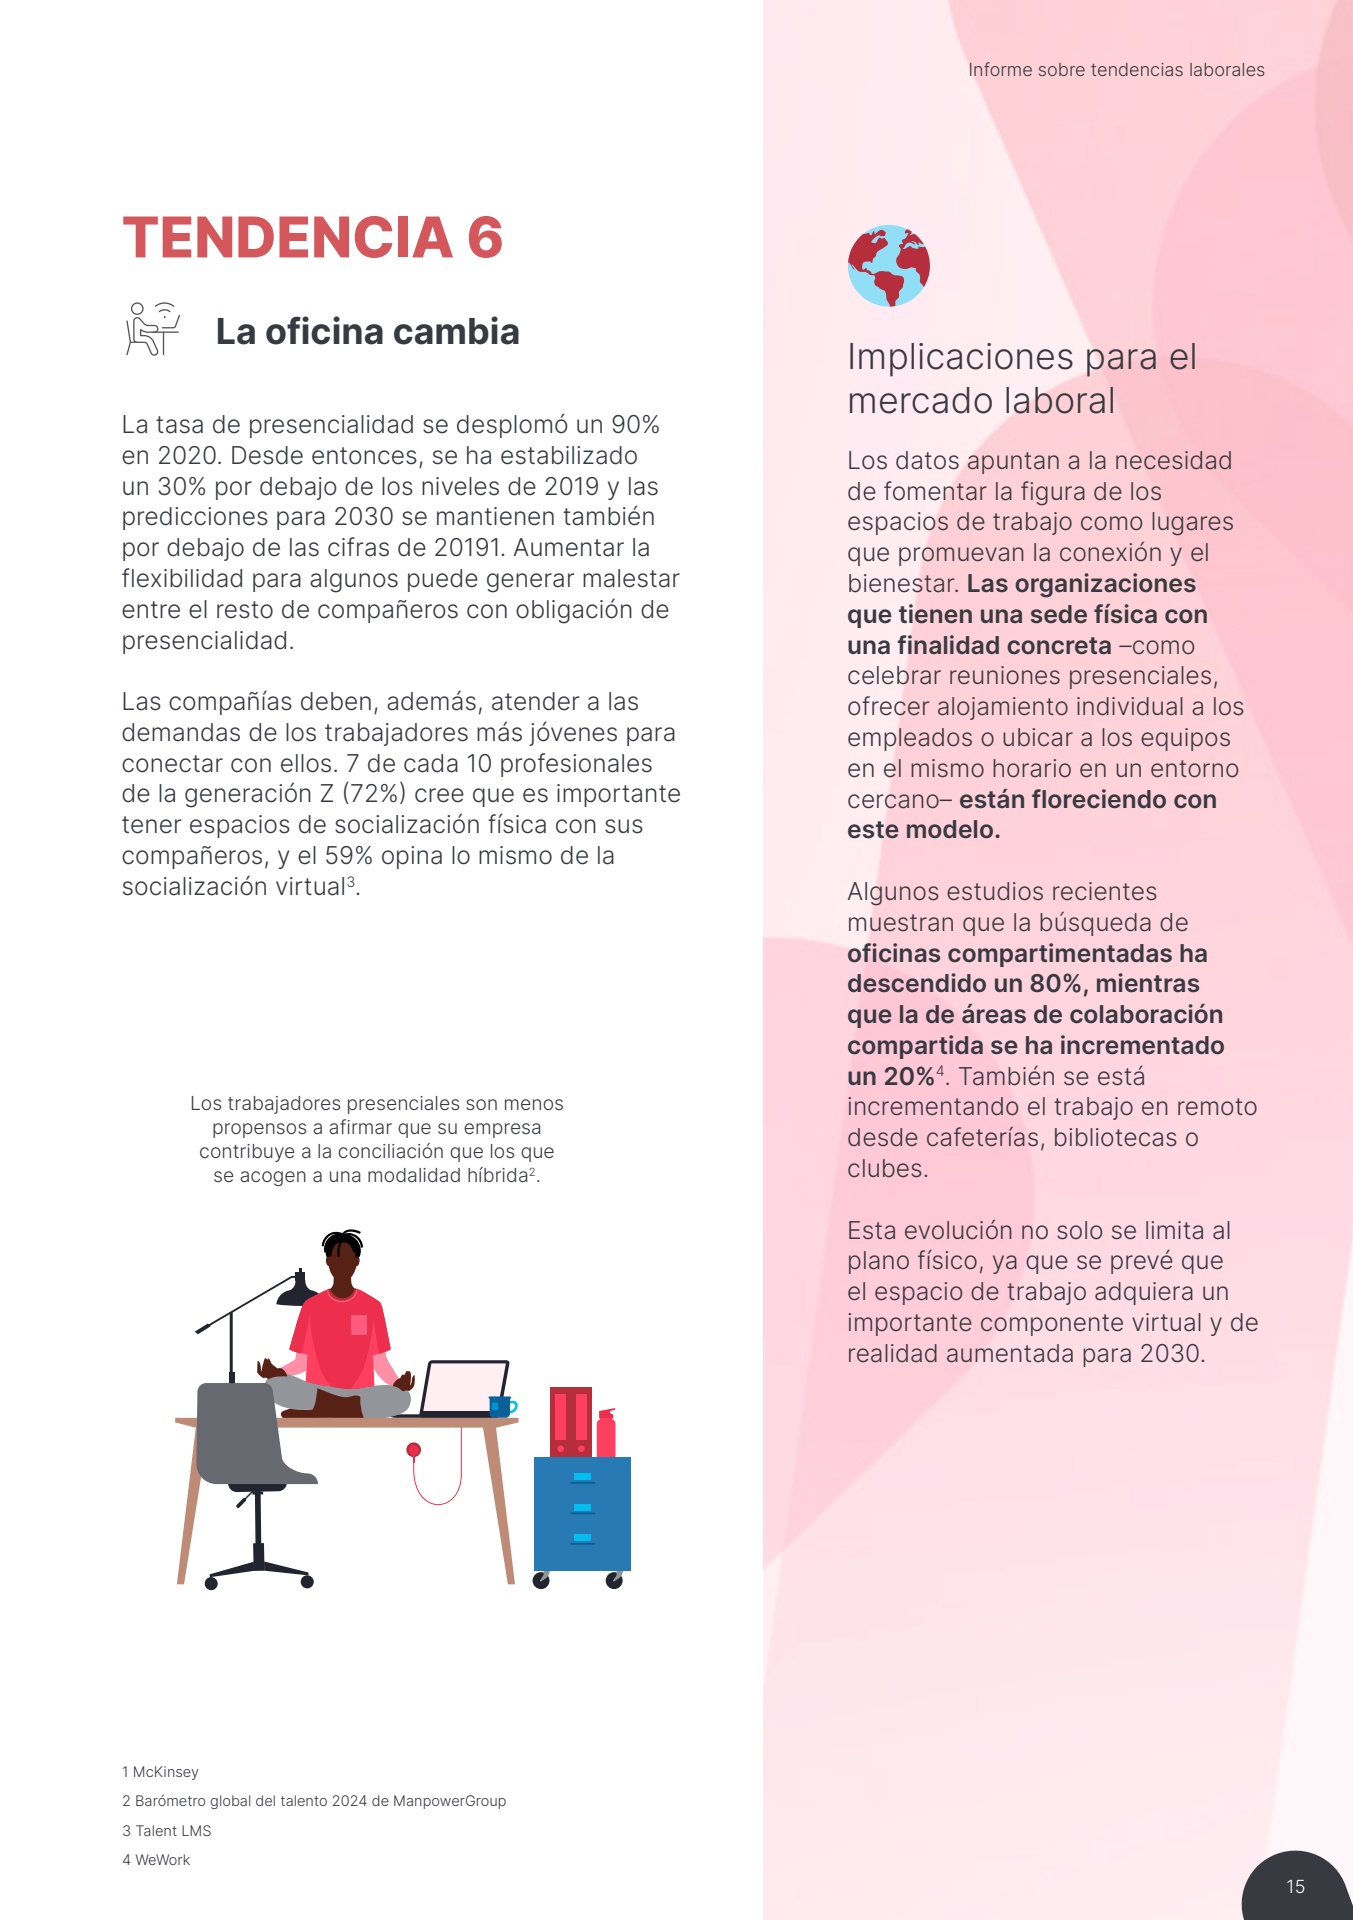 Informe sobre tendencias laborales
TENDENCIA 6
La oficina cambia
La tasa de presencialidad se desplomó un 90%
en 2020. Desde entonces, se ha estabilizado
un 30% por debajo de los niveles de 2019 y las
predicciones para 2030 se mantienen también
por debajo de las cifras de 20191. Aumentar la
flexibilidad para algunos puede generar malestar
entre el resto de compañeros con obligación de
presencialidad.
Las compañías deben, además, atender a las
demandas de los trabajadores más jóvenes para
conectar con ellos. 7 de cada 10 profesionales
de la generación Z (72%) cree que es importante
tener espacios de socialización física con sus
compañeros, y el 59% opina lo mismo de la
socialización virtual³.
Los trabajadores presenciales son menos
propensos a afirmar que su empresa
contribuye a la conciliación que los que
se acogen a una modalidad híbrida².
1 McKinsey
2 Barómetro global del talento 2024 de ManpowerGroup
3 Talent LMS
4 WeWork
Implicaciones para el
mercado laboral
Los datos apuntan a la necesidad
de fomentar la figura de los
espacios de trabajo como lugares
que promuevan la conexión y el
bienestar. Las organizaciones
que tienen una sede física con
una finalidad concreta –como
celebrar reuniones presenciales,
ofrecer alojamiento individual a los
empleados o ubicar a los equipos
en el mismo horario en un entorno
cercano– están floreciendo con
este modelo.
Algunos estudios recientes
muestran que la búsqueda de
oficinas compartimentadas ha
descendido un 80%, mientras
que la de áreas de colaboración
compartida se ha incrementado
un 20%⁴. También se está
incrementando el trabajo en remoto
desde cafeterías, bibliotecas o
clubes.
Esta evolución no solo se limita al
plano físico, ya que se prevé que
el espacio de trabajo adquiera un
importante componente virtual y de
realidad aumentada para 2030.
15